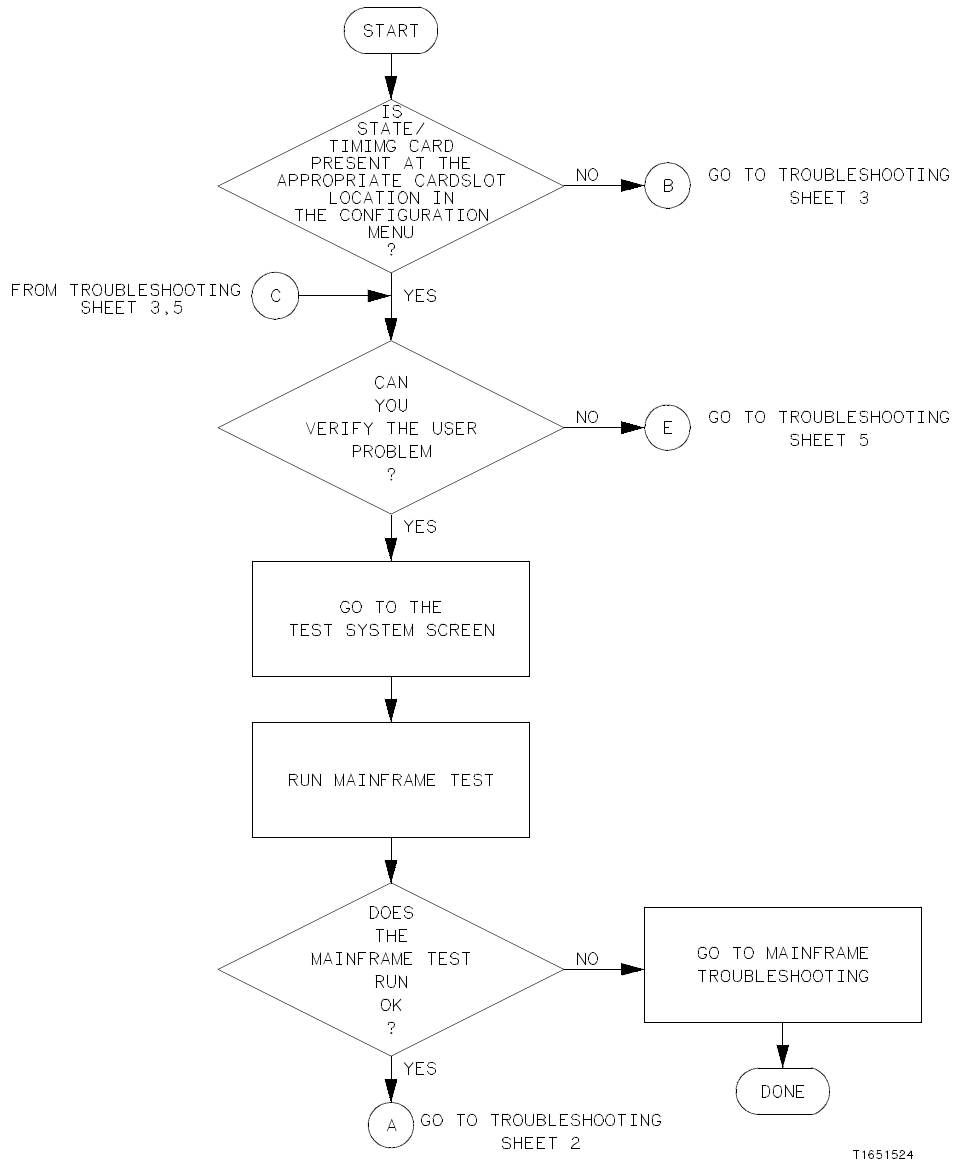 START
IS
STATE/
TIMIMG CARD
PRESENT AT THE
APPROPRIATE CARDSLOT
LOCATION IN
THE CONFIGURATION
MENU
?
NO
B
GO TO TROUBLESHOOTING
SHEET 3
FROM TROUBLESHOOTING
SHEET 3,5
C
YES
CAN
YOU
VERIFY THE USER
PROBLEM
?
NO
E
GO TO TROUBLESHOOTING
SHEET 5
YES
GO TO THE
TEST SYSTEM SCREEN
RUN MAINFRAME TEST
DOES
THE
MAINFRAME TEST
RUN
OK
?
NO
GO TO MAINFRAME
TROUBLESHOOTING
YES
DONE
A
GO TO TROUBLESHOOTING
SHEET 2
T1651524